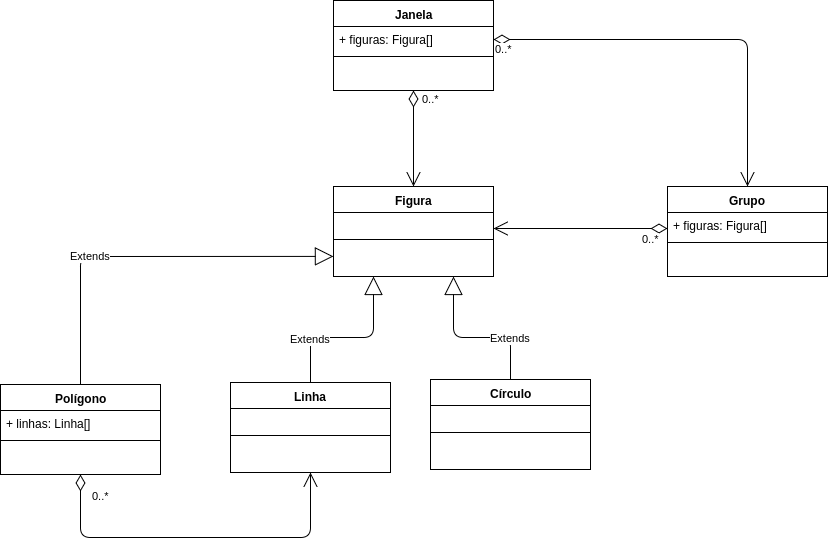 Janela
+ figuras: Figura[]
0..*
0..*
Figura
Grupo
+ figuras: Figura[]
0..*
Extends
Extends
Extends
Polígono
+ linhas: Linha[]
Linha
Círculo
0..*